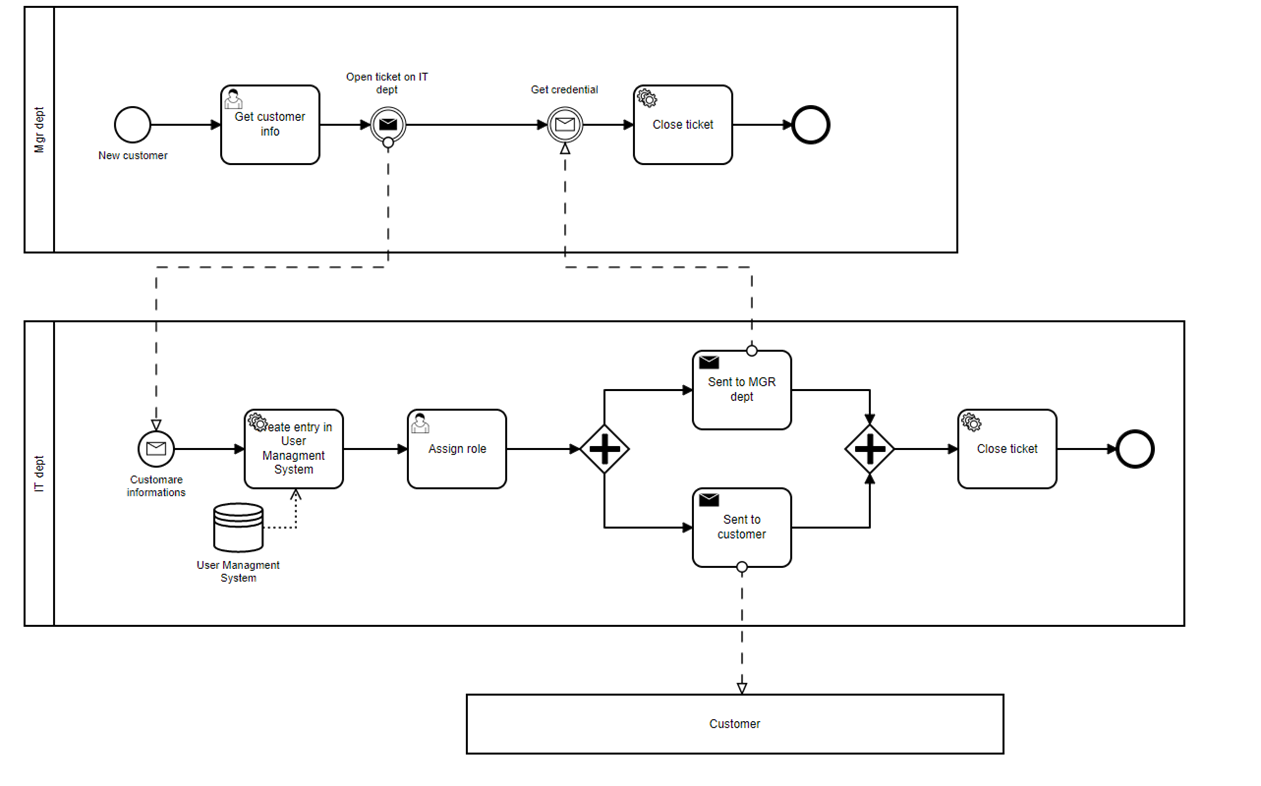 Mgr dept
Open ticket on IT
dept
Get credential
Get customer
info
Close ticket
New customer
IT dept
Sent to MGR
dept
eate entry in
User
Managment
System
Assign role
Close ticket
Customare
informations
Sent to
customer
User Managment
System
Customer